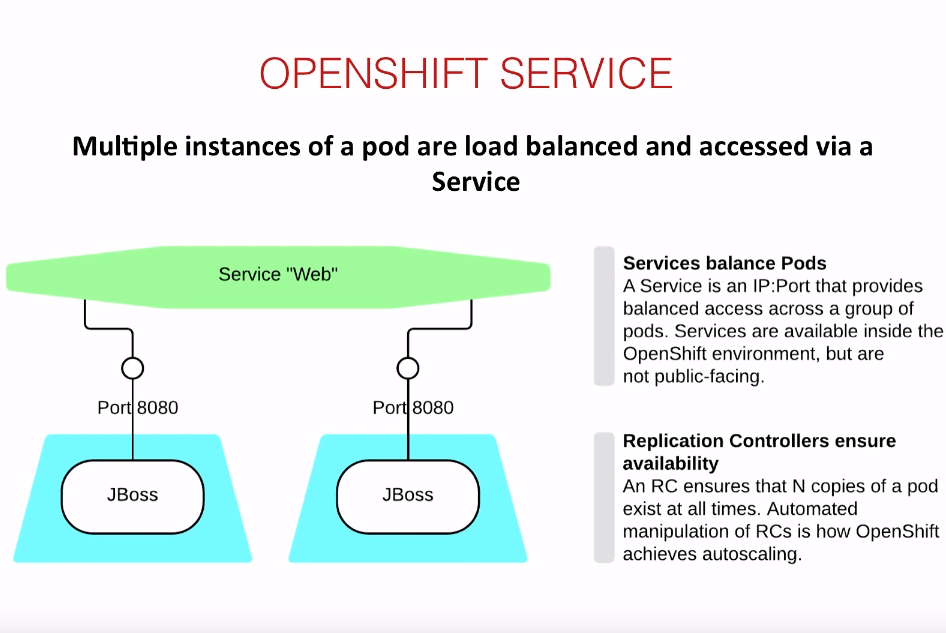 OPENSHIFT SERVICE
Multiple instances of a pod are load balanced and accessed via a
Service
Service "Web"
Port 8080
Port 8080
JBoss
JBoss
Services balance Pods
A Service is an IP:Port that provides
balanced access across a group of
pods. Services are available inside the
OpenShift environment, but are
not public-facing.
Replication Controllers ensure
availability
An RC ensures that N copies of a pod
exist at all times. Automated
manipulation of RCs is how OpenShift
achieves autoscaling.